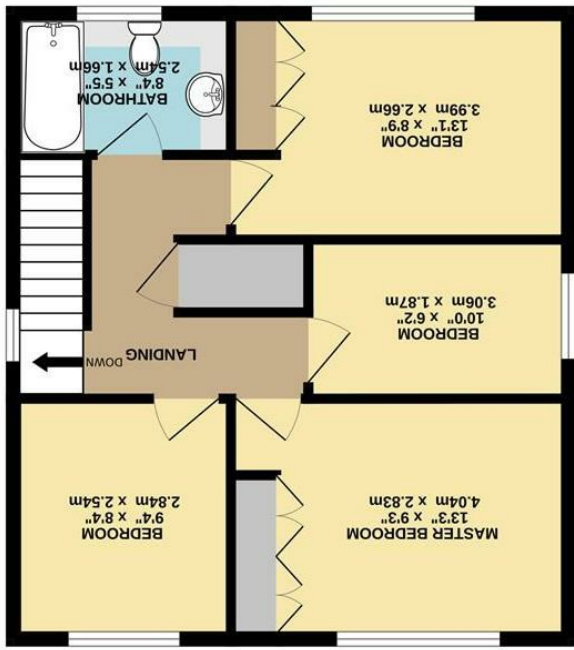 MASTER BEDROOM
13'3" x 9'3"
4.04m x 2.83m
BEDROOM
9'4" x 8'4"
2.84m x 2.54m
DOWN
LANDING
BEDROOM
10'0" x 6'2"
3.06m x 1.87m
BEDROOM
13'1" x 8'9"
3.99m x 2.66m
BATHROOM
8'4" x 5'5"
2.54m x 1.66m